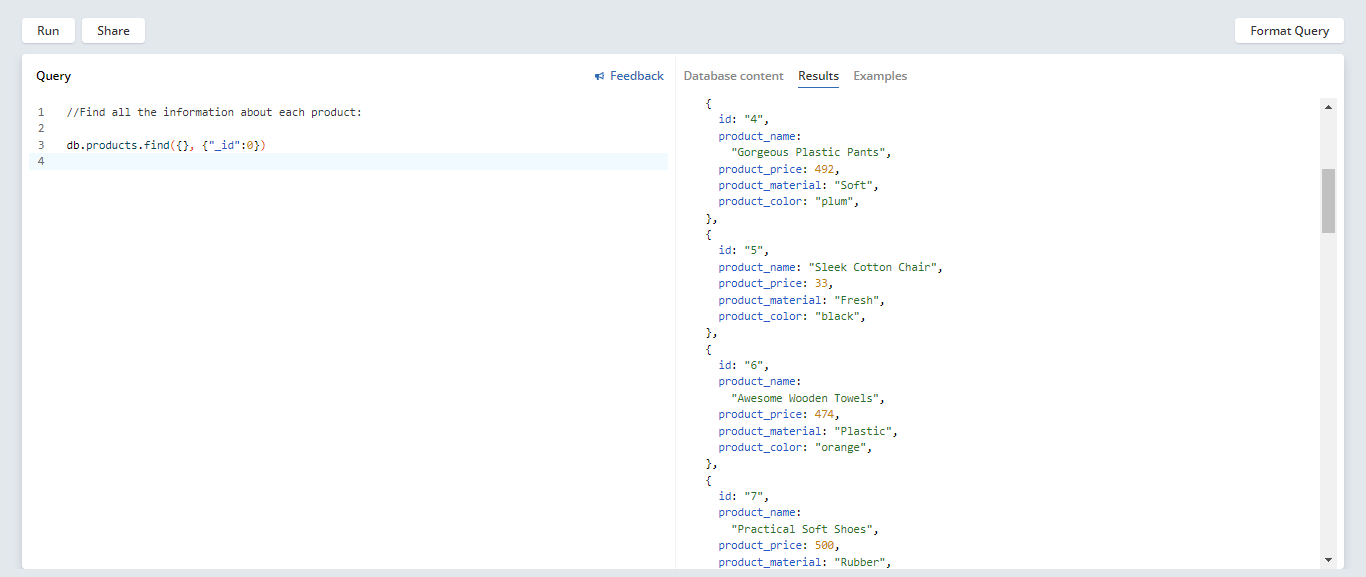 Run
Share
Format Query
Query
Feedback
1 //Find all the information about each product:
2
3 db.products.find({}, {"_id":0})
4
Database content
Results
Examples
{
id: "4",
product_name:
"Gorgeous Plastic Pants",
product_price: 492,
product_material: "Soft",
product_color: "plum",
},
{
id: "5",
product_name: "Sleek Cotton Chair",
product_price: 33,
product_material: "Fresh",
product_color: "black",
},
{
id: "6",
product_name:
"Awesome Wooden Towels",
product_price: 474,
product_material: "Plastic",
product_color: "orange",
},
{
id: "7",
product_name:
"Practical Soft Shoes",
product_price: 500,
product_material: "Rubber",